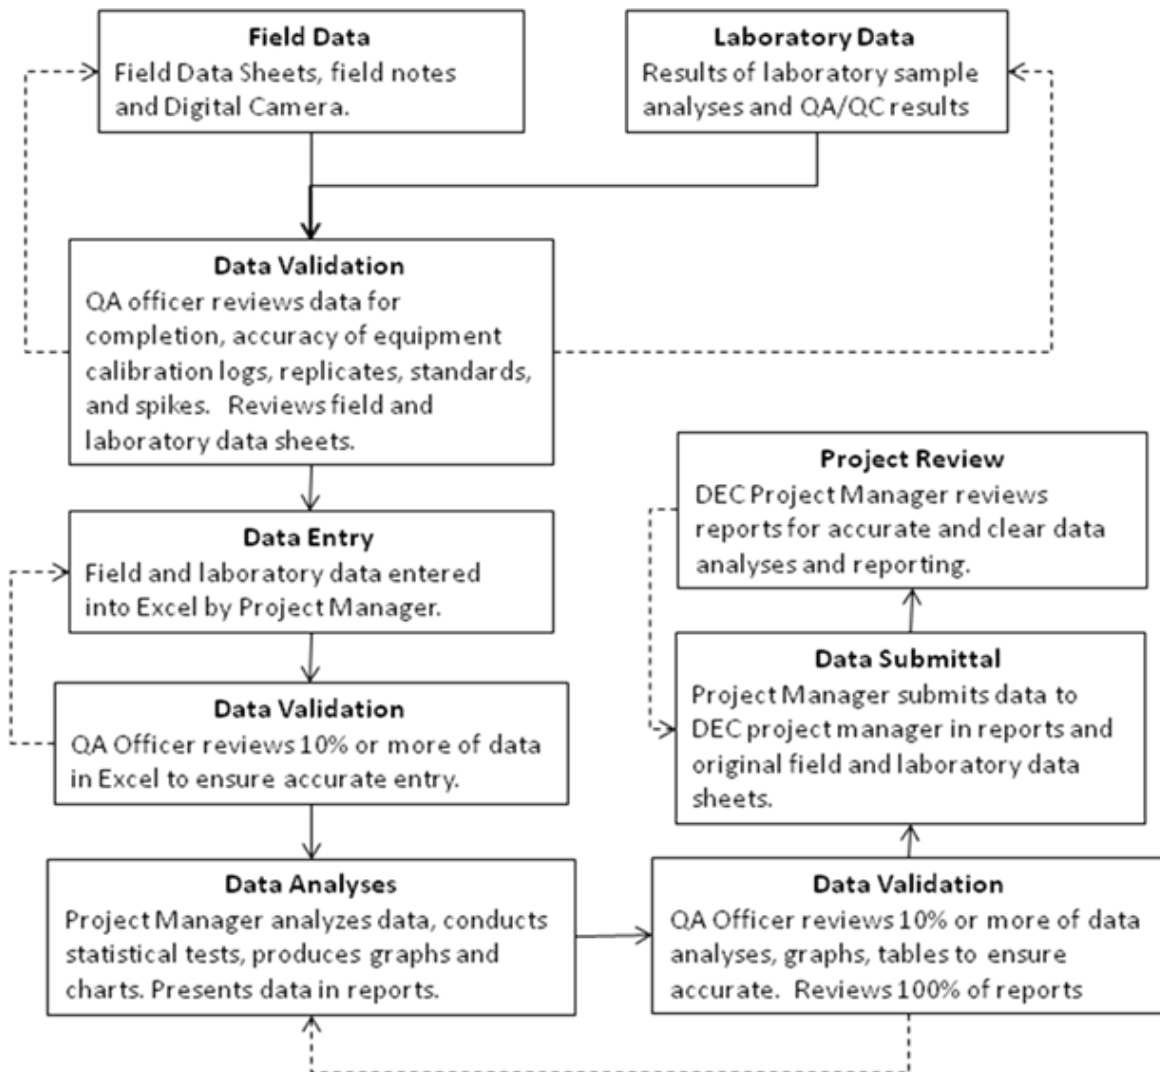 Field Data
Field Data Sheets, field notes
and Digital Camera.
Laboratory Data
Results of laboratory sample
analyses and QA/QC results
Data Validation
QA officer reviews data for
completion, accuracy of equipment
calibration logs, replicates, standards,
and spikes. Reviews field and
laboratory data sheets.
Data Entry
Field and laboratory data entered
into Excel by Project Manager.
Data Validation
QA Officer reviews 10% or more of data
in Excel to ensure accurate entry.
Data Analyses
Project Manager analyzes data, conducts
statistical tests, produces graphs and
charts. Presents data in reports.
Data Validation
QA Officer reviews 10% or more of data
analyses, graphs, tables to ensure
accurate. Reviews 100% of reports
Data Submittal
Project Manager submits data to
DEC project manager in reports and
original field and laboratory data
sheets.
Project Review
DEC Project Manager reviews
reports for accurate and clear data
analyses and reporting.